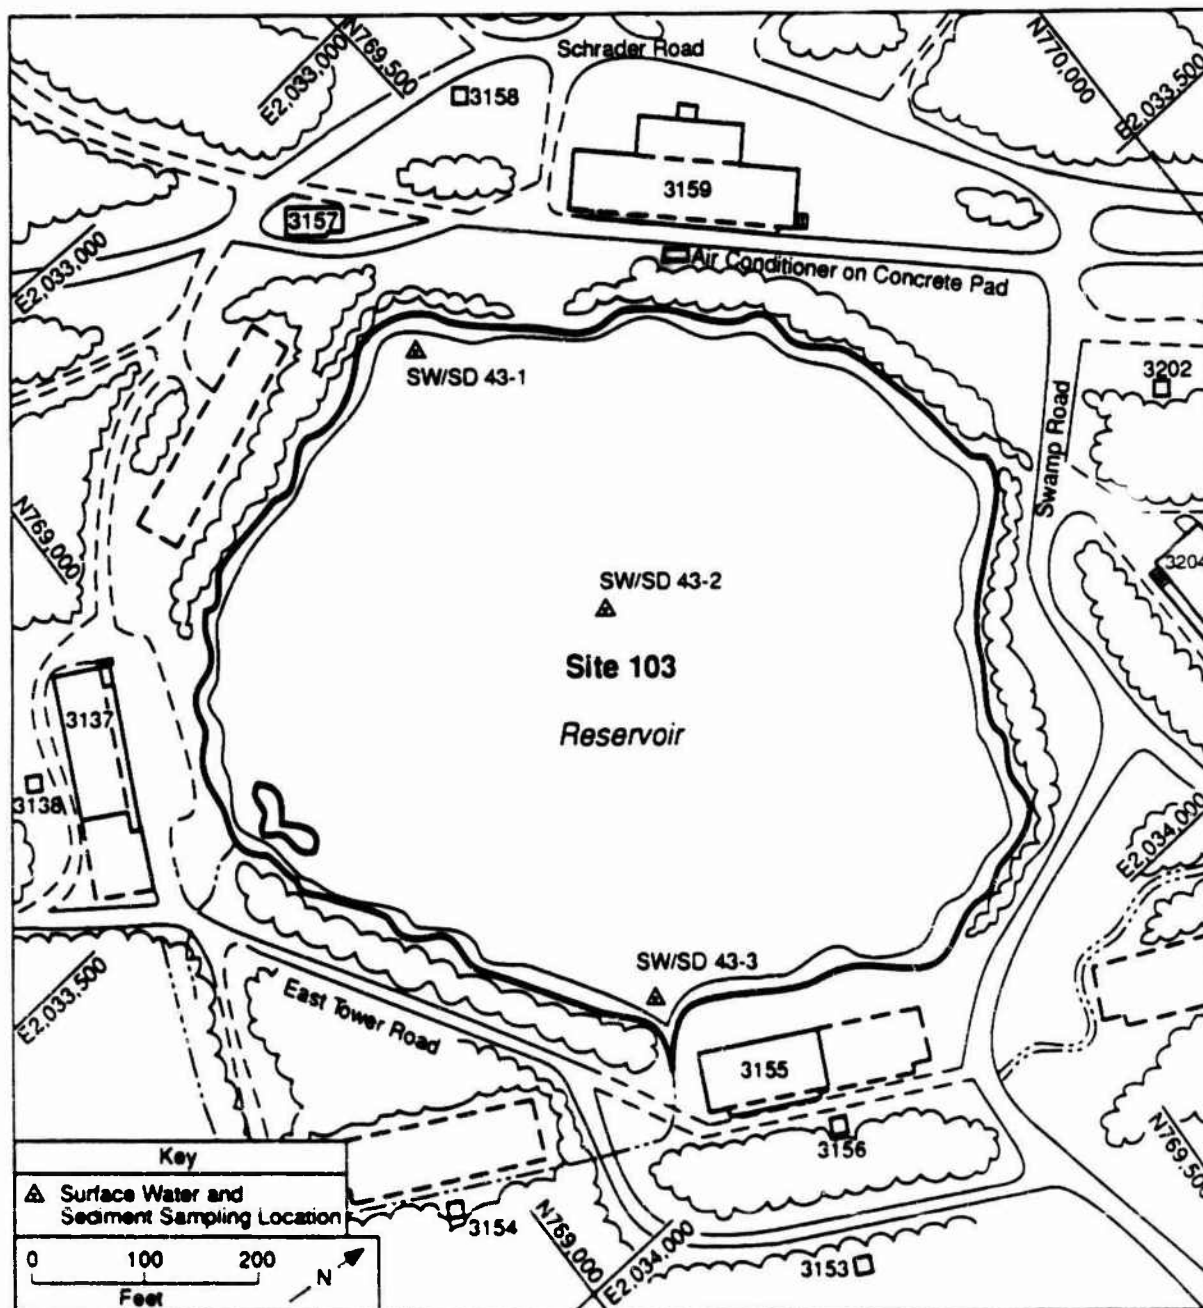 Schrader Road
N769,500
E2,033,000
N770,000
E2,033,500
3158
3159
3157
E2,033,000
Air Conditioner on Concrete Pad
SW/SD 43-1
3202
Swamp Road
N769,000
3204
SW/SD 43-2
Site 103
Reservoir
3137
3138
E2,034,000
SW/SD 43-3
E2,033,500
East Tower Road
3155
3156
N769,500
Key
Surface Water and
Sediment Sampling Location
3154
N769,000
E2,034,000
3153
0 100 200
Feet
N